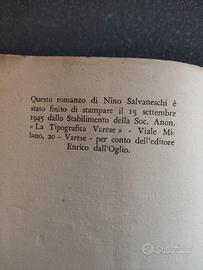 Questo romanzo di Nino Salvaneschi è
stato finito di stampare il 15 settembre
1945 dallo Stabilimento della Soc. Anon.
« La Tipografica Varese » - Viale Mi-
lano, 20 - Varese - per conto dell'editore
Enrico dall'Oglio.
subito.it